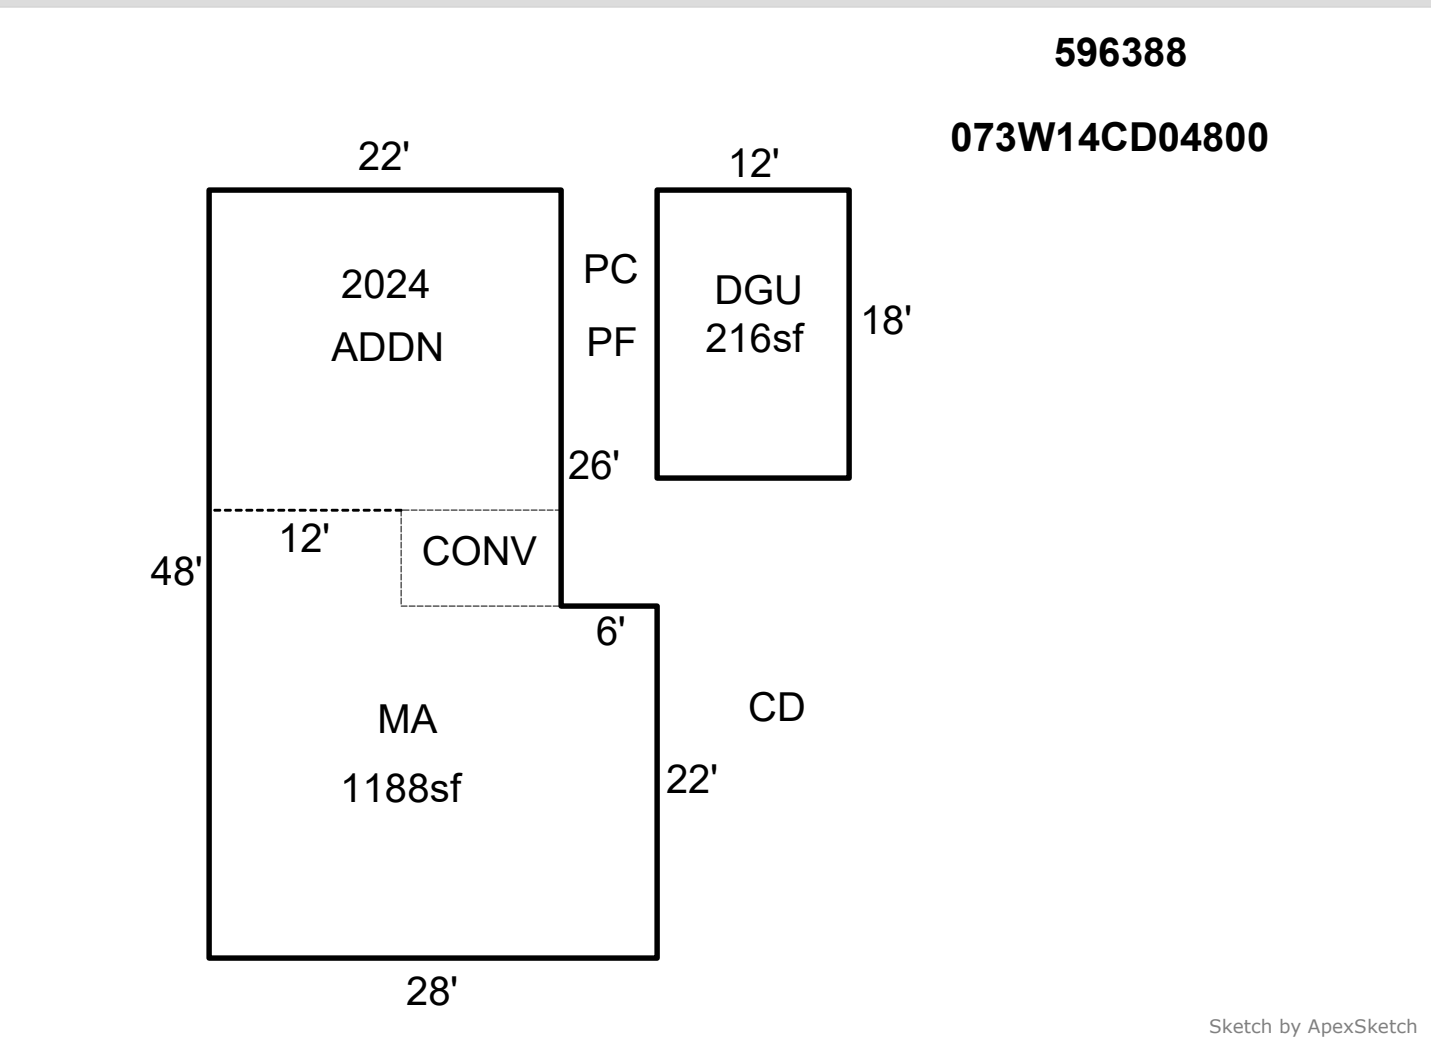 596388
073W14CD04800
22'
12'
2024
ADDN
PC
PF
DGU
216sf
18'
26'
12'
CONV
48'
6'
MA
1188sf
CD
22'
28'
Sketch by ApexSketch